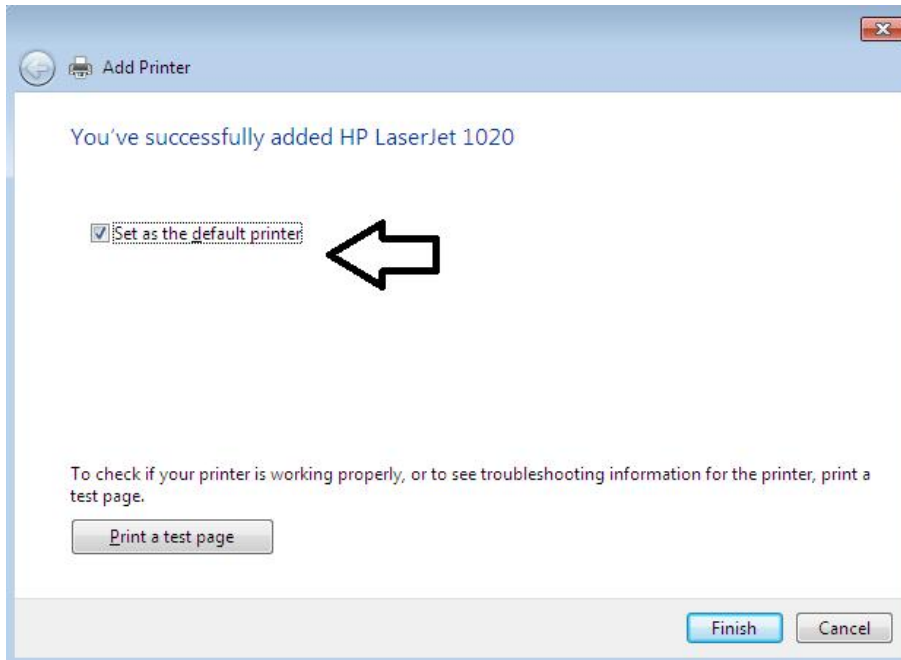 Add Printer
You've successfully added HP LaserJet 1020
Set as the default printer
To check if your printer is working properly, or to see troubleshooting information for the printer, print a
test page.
Print a test page
Finish Cancel